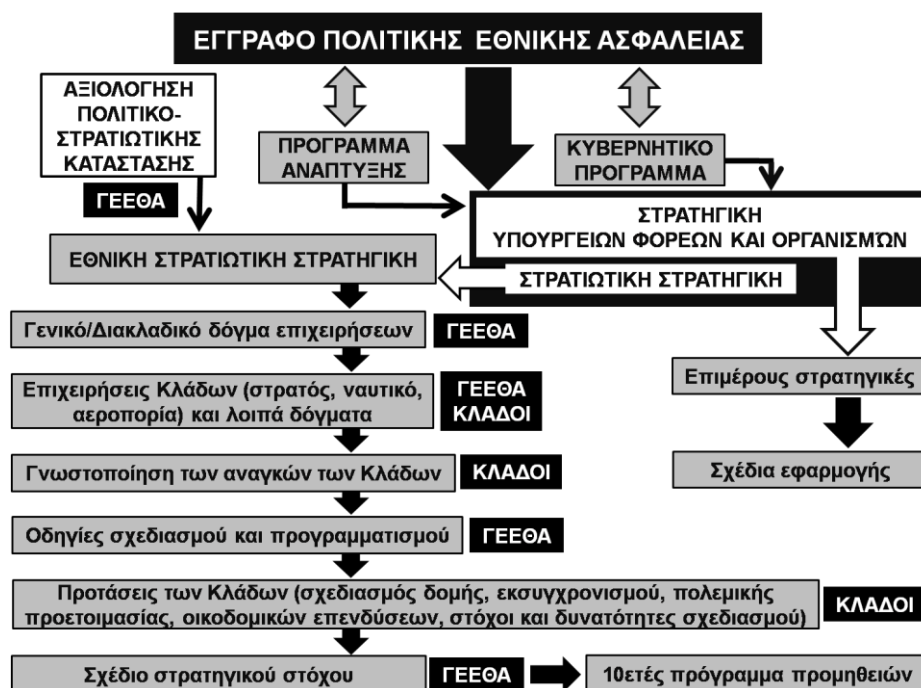 ΕΓΓΡΑΦΟ ΠΟΛΙΤΙΚΗΣ ΕΘΝΙΚΗΣ ΑΣΦΑΛΕΙΑΣ
ΑΞΙΟΛΟΓΗΣΗ
ΠΟΛΙΤΙΚΟ-
ΣΤΡΑΤΙΩΤΙΚΗΣ
ΚΑΤΑΣΤΑΣΗΣ
ΓΕΕΘΑ
ΠΡΟΓΡΑΜΜΑ
ΑΝΑΠΤΥΞΗΣ
ΚΥΒΕΡΝΗΤΙΚΟ
ΠΡΟΓΡΑΜΜΑ
ΣΤΡΑΤΗΓΙΚΗ
ΥΠΟΥΡΓΕΙΩΝ ΦΟΡΕΩΝ ΚΑΙ ΟΡΓΑΝΙΣΜΏΝ
ΣΤΡΑΤΙΩΤΙΚΗ ΣΤΡΑΤΗΓΙΚΗ
ΕΘΝΙΚΗ ΣΤΡΑΤΙΩΤΙΚΗ ΣΤΡΑΤΗΓΙΚΗ
Γενικό/Διακλαδικό δόγμα επιχειρήσεων
ΓΕΕΘΑ
Επιχειρήσεις Κλάδων (στρατός, ναυτικό,
αεροπορία) και λοιπά δόγματα
ΓΕΕΘΑ
ΚΛΑΔΟΙ
Γνωστοποίηση των αναγκών των Κλάδων
ΚΛΑΔΟΙ
Οδηγίες σχεδιασμού και προγραμματισμού
ΓΕΕΘΑ
Προτάσεις των Κλάδων (σχεδιασμός δομής, εκσυγχρονισμού, πολεμικής
προετοιμασίας, οικοδομικών επενδύσεων, στόχοι και δυνατότητες σχεδιασμού)
ΚΛΑΔΟΙ
Σχέδιο στρατηγικού στόχου
ΓΕΕΘΑ
10ετές πρόγραμμα προμηθειών
Επιμέρους στρατηγικές
Σχέδια εφαρμογής